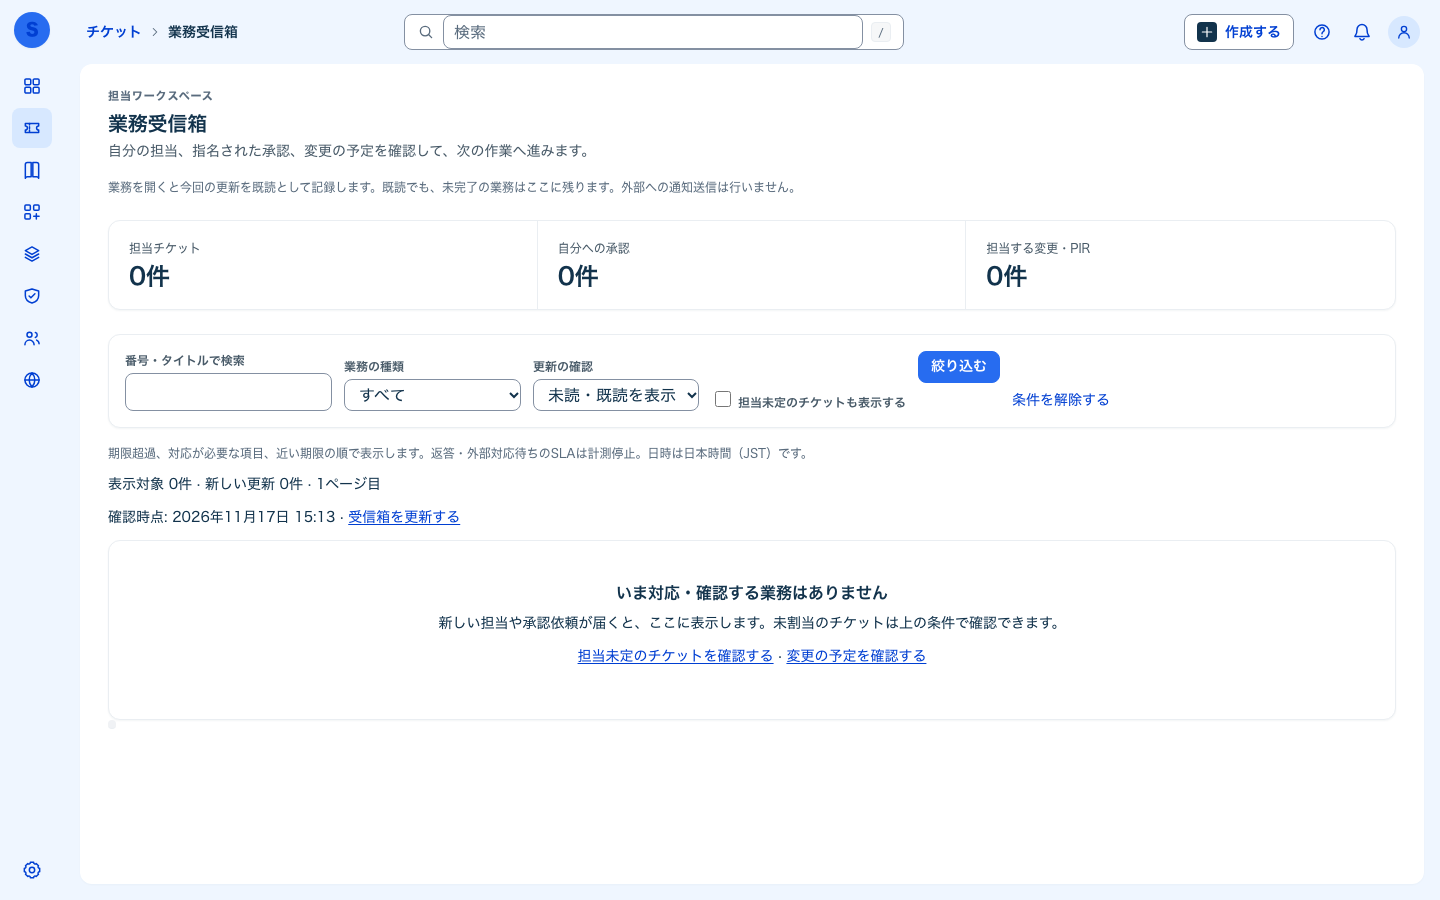 S
チケット
業務受信箱
検索
/
作成する
担当ワークスペース
業務受信箱
自分の担当、指名された承認、変更の予定を確認して、次の作業へ進みます。
業務を開くと今回の更新を既読として記録します。既読でも、未完了の業務はここに残ります。外部への通知送信は行いません。
担当チケット
0件
自分への承認
0件
担当する変更・PIR
0件
番号・タイトルで検索
業務の種類
すべて
更新の確認
未読・既読を表示
担当未定のチケットも表示する
絞り込む
条件を解除する
期限超過、対応が必要な項目、近い期限の順で表示します。返答・外部対応待ちのSLAは計測停止。日時は日本時間（JST）です。
表示対象 0件 · 新しい更新 0件 · 1ページ目
確認時点: 2026年11月17日 15:13 · 受信箱を更新する
いま対応・確認する業務はありません
新しい担当や承認依頼が届くと、ここに表示します。未割当のチケットは上の条件で確認できます。
担当未定のチケットを確認する · 変更の予定を確認する